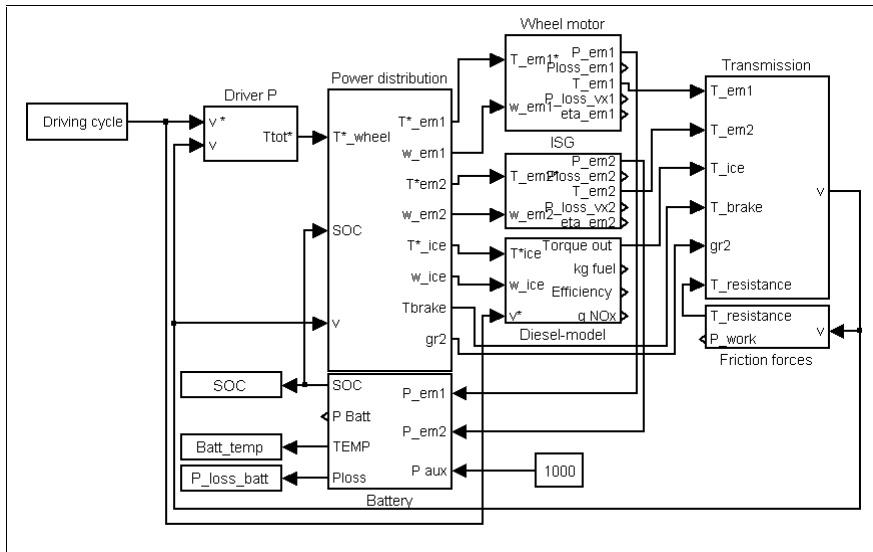 Driving cycle
Driver P
v *
v
Ttot*
Power distribution
T*_wheel
SOC
v
T*_em1
w_em1
T*em2
w_em2
T*_ice
w_ice
Tbrake
gr2
Wheel motor
T_em1*
w_em1
P_em1
Ploss_em1
T_em1
P_loss_vx1
eta_em1
ISG
T_em2*
w_em2
P_em2
Ploss_em2
T_em2
P_loss_vx2
eta_em2
T*ice
w_ice
v*
Torque out
kg fuel
Efficiency
g NOx
Diesel-model
Transmission
T_em1
T_em2
T_ice
T_brake
gr2
T_resistance
v
T_resistance
P_work
v
Friction forces
SOC
Batt_temp
P_loss_batt
SOC
P Batt
TEMP
Ploss
P_em1
P_em2
P aux
Battery
1000